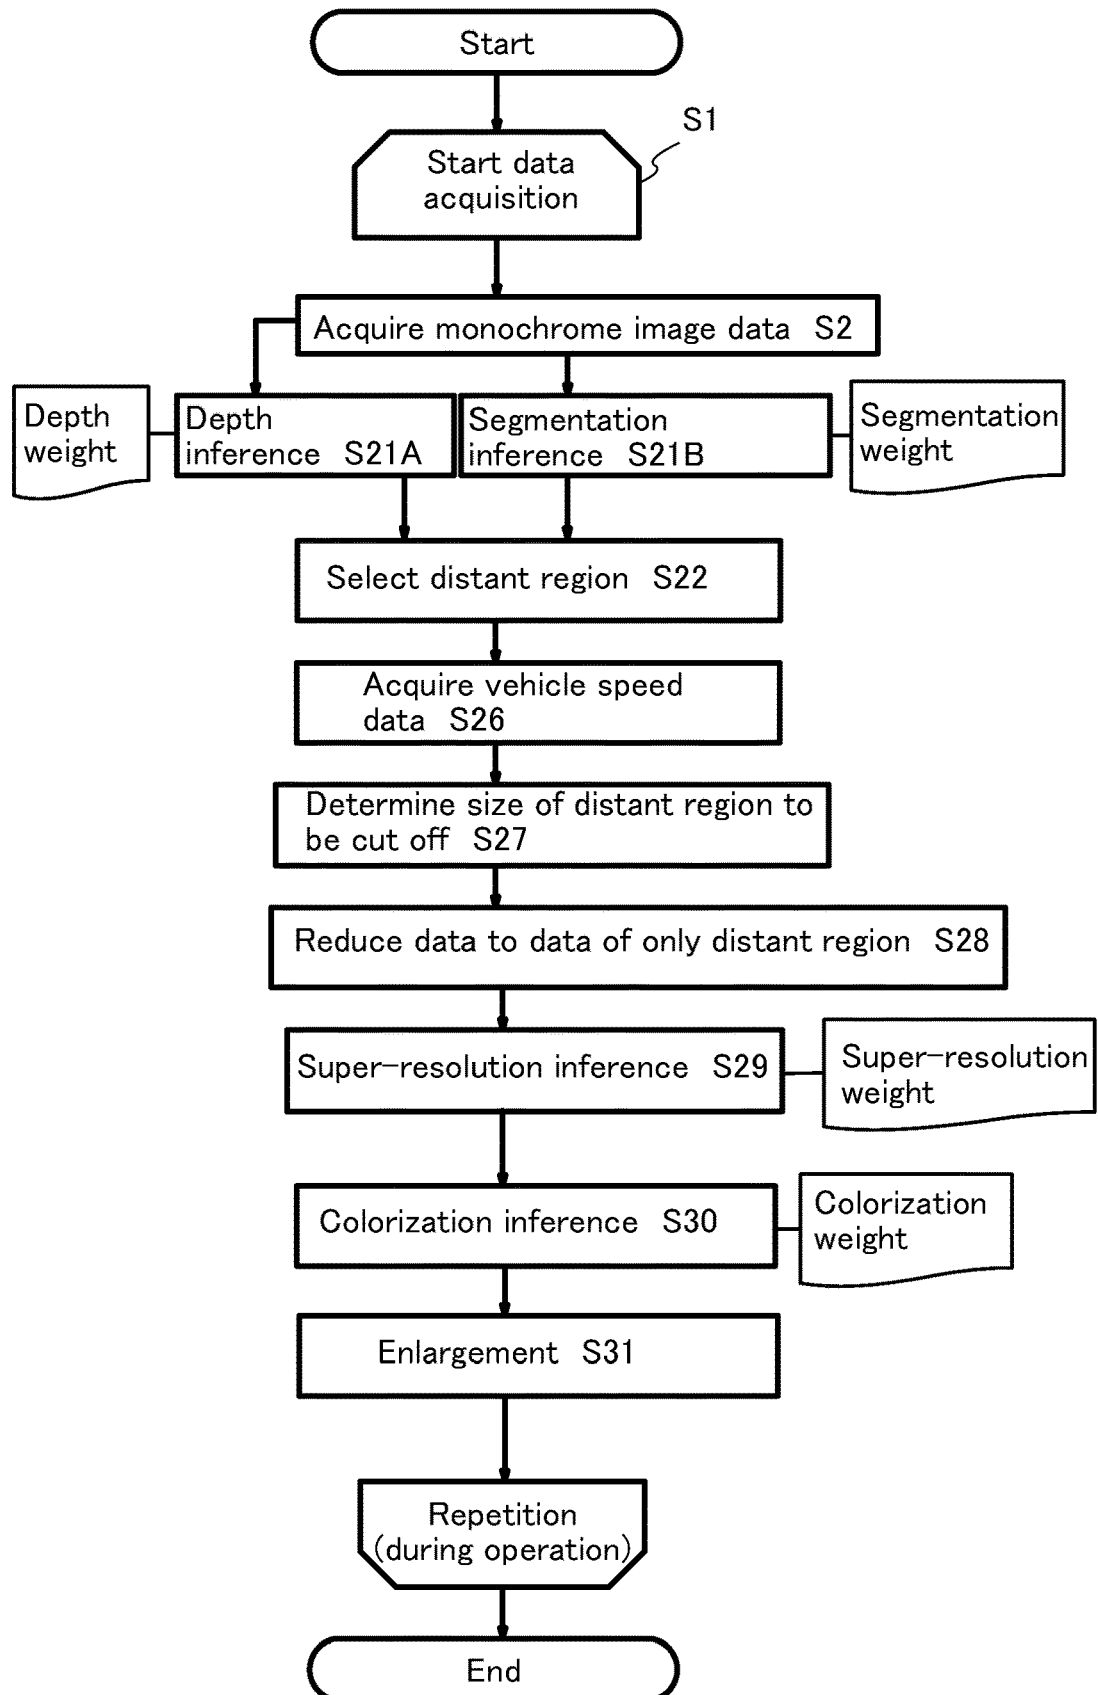 Start
S1
Start data
acquisition
Acquire monochrome image data S2
Depth
weight
Depth
inference S21A
Segmentation
inference S21B
Segmentation
weight
Select distant region S22
Acquire vehicle speed
data S26
Determine size of distant region to
be cut off S27
Reduce data to data of only distant region S28
Super-resolution inference S29
Super-resolution
weight
Colorization inference S30
Colorization
weight
Enlargement S31
Repetition
(during operation)
End